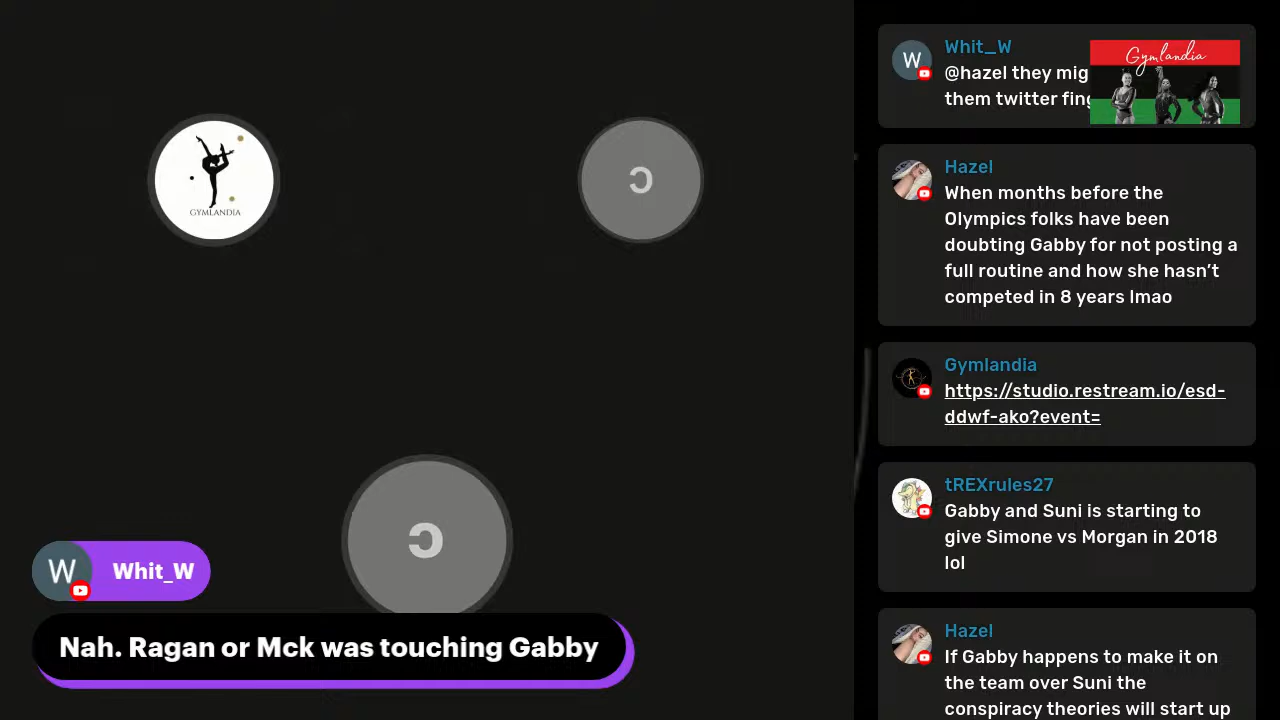 GYMLANDIA
ɔ
ɔ
W
Whit_W
Nah. Ragan or Mck was touching Gabby
W
Whit_W
@hazel they mig
them twitter fing
Gymlandia
Hazel
When months before the
Olympics folks have been
doubting Gabby for not posting a
full routine and how she hasn’t
competed in 8 years lmao
Gymlandia
https://studio.restream.io/esd-
ddwf-ako?event=
tREXrules27
Gabby and Suni is starting to
give Simone vs Morgan in 2018
lol
Hazel
If Gabby happens to make it on
the team over Suni the
conspiracy theories will start up